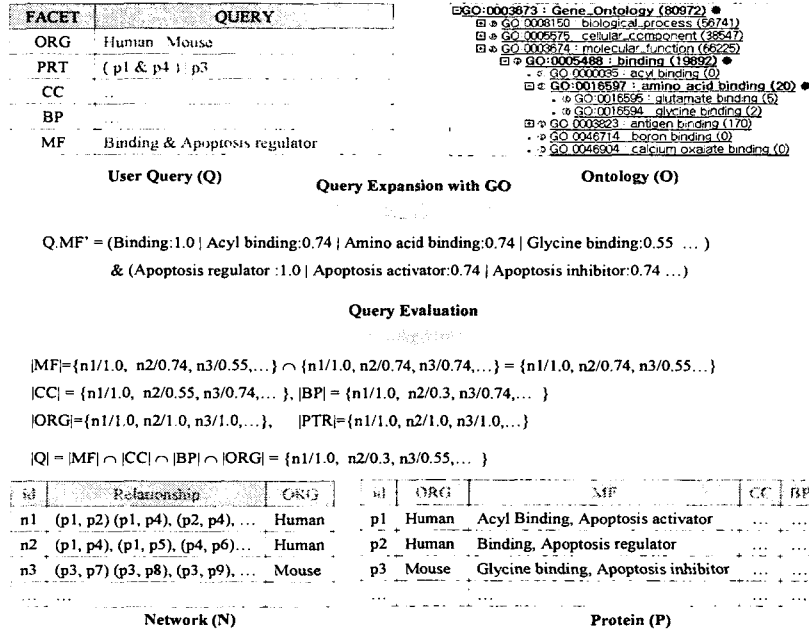 FACET QUERY
ORG Human Mouse
PRT ( p1 & p4 ) | p3
CC ...
BP ...
MF Binding & Apoptosis regulator
User Query (Q)
GO:0003673 : Gene_Ontology (80972)
GO:0008150 : biological_process (56741)
GO:0005575 : cellular_component (38547)
GO:0003674 : molecular_function (66225)
GO:0005488 : binding (19892)
GO:0000035 : acyl binding (0)
GO:0016597 : amino acid binding (20)
GO:0016595 : glutamate binding (5)
GO:0016594 : glycine binding (2)
GO:0003823 : antigen binding (170)
GO:0046714 : boron binding (0)
GO:0046904 : calcium oxalate binding (0)
Ontology (O)
Query Expansion with GO
Q.MF' = (Binding:1.0 | Acyl binding:0.74 | Amino acid binding:0.74 | Glycine binding:0.55 ... )
& (Apoptosis regulator :1.0 | Apoptosis activator:0.74 | Apoptosis inhibitor:0.74 ...)
Query Evaluation
|MF|={n1/1.0, n2/0.74, n3/0.55,...} ∩ {n1/1.0, n2/0.74, n3/0.74,...} = {n1/1.0, n2/0.74, n3/0.55...}
|CC| = {n1/1.0, n2/0.55, n3/0.74,... }, |BP| = {n1/1.0, n2/0.3, n3/0.74,... }
|ORG|={n1/1.0, n2/1.0, n3/1.0,...}, |PTR|={n1/1.0, n2/1.0, n3/1.0,...}
|Q| = |MF| ∩ |CC| ∩ |BP| ∩ |ORG| = {n1/1.0, n2/0.3, n3/0.55,... }
id Relationship ORG
n1 (p1, p2) (p1, p4), (p2, p4), ... Human
n2 (p1, p4), (p1, p5), (p4, p6)... Human
n3 (p3, p7) (p3, p8), (p3, p9), ... Mouse
... ...
Network (N)
id ORG MF CC BP
p1 Human Acyl Binding, Apoptosis activator ... ...
p2 Human Binding, Apoptosis regulator ... ...
p3 Mouse Glycine binding, Apoptosis inhibitor ... ...
... ... ... ...
Protein (P)